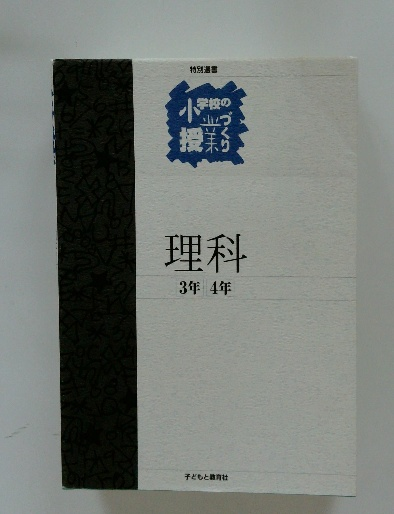 特別選書
小学校の
授業づくり
理科
3年 4年
子どもと教育社